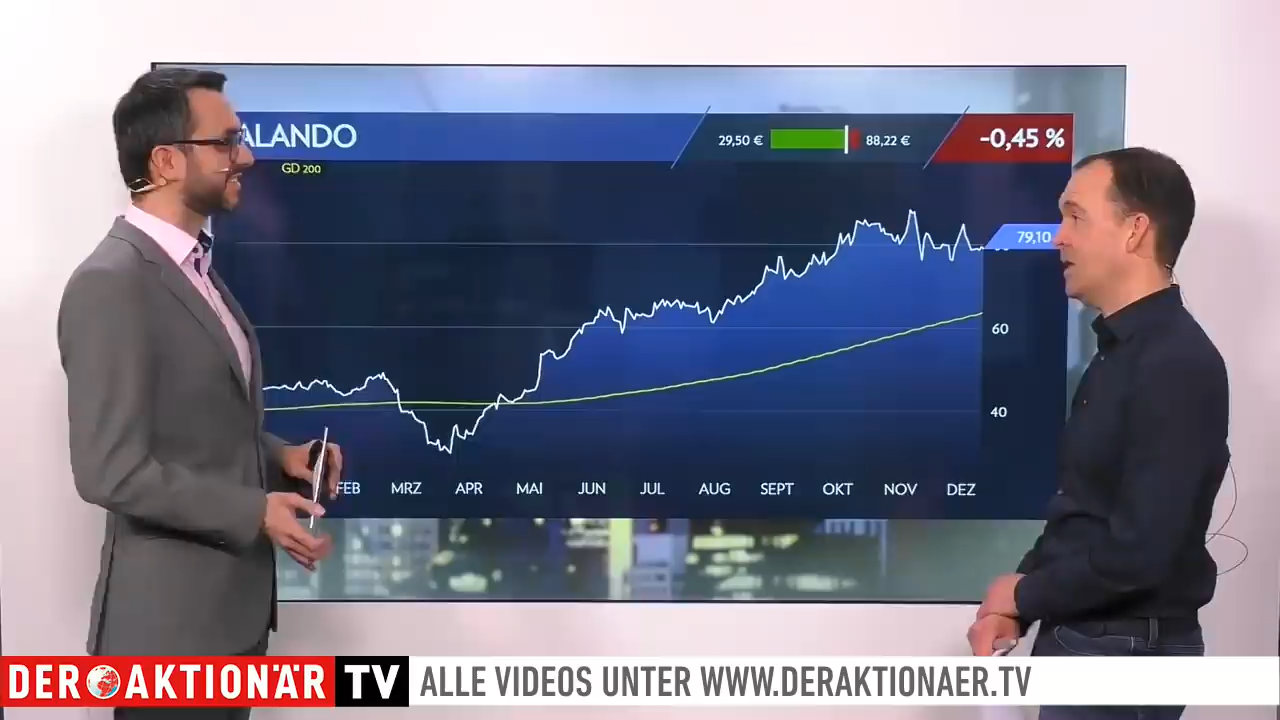 ALANDO
29,50 € 88,22 €
-0,45 %
GD 200
79,10
60
40
FEB MRZ APR MAI JUN JUL AUG SEPT OKT NOV DEZ
DER AKTIONÄR TV ALLE VIDEOS UNTER WWW.DERAKTIONAER.TV